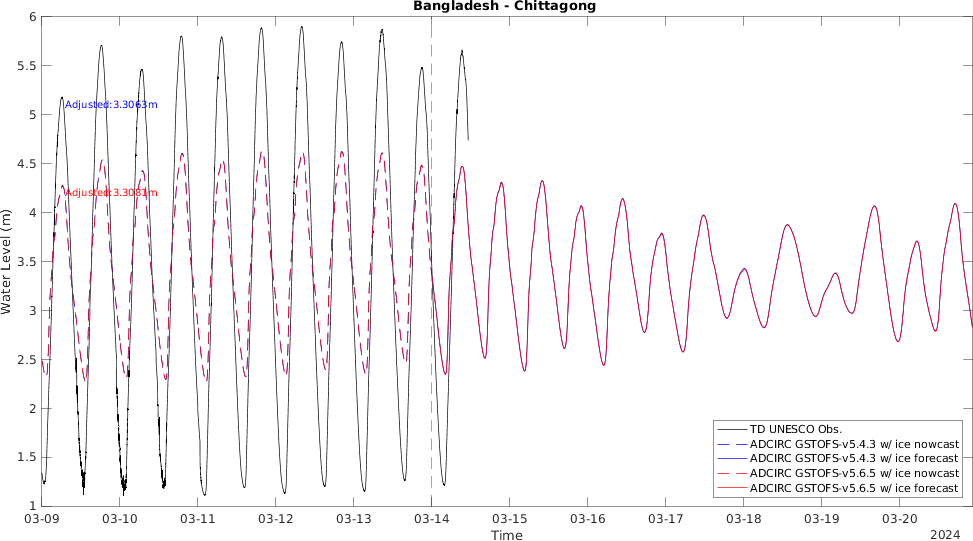 Bangladesh - Chittagong
6
5.5
5
4.5
4
3.5
3
2.5
2
1.5
1
Water Level (m)
Adjusted:3.3063m
Adjusted:3.3081m
TD UNESCO Obs.
ADCIRC GSTOFS-v5.4.3 w/ ice nowcast
ADCIRC GSTOFS-v5.4.3 w/ ice forecast
ADCIRC GSTOFS-v5.6.5 w/ ice nowcast
ADCIRC GSTOFS-v5.6.5 w/ ice forecast
03-09 03-10 03-11 03-12 03-13 03-14 03-15 03-16 03-17 03-18 03-19 03-20
Time
2024